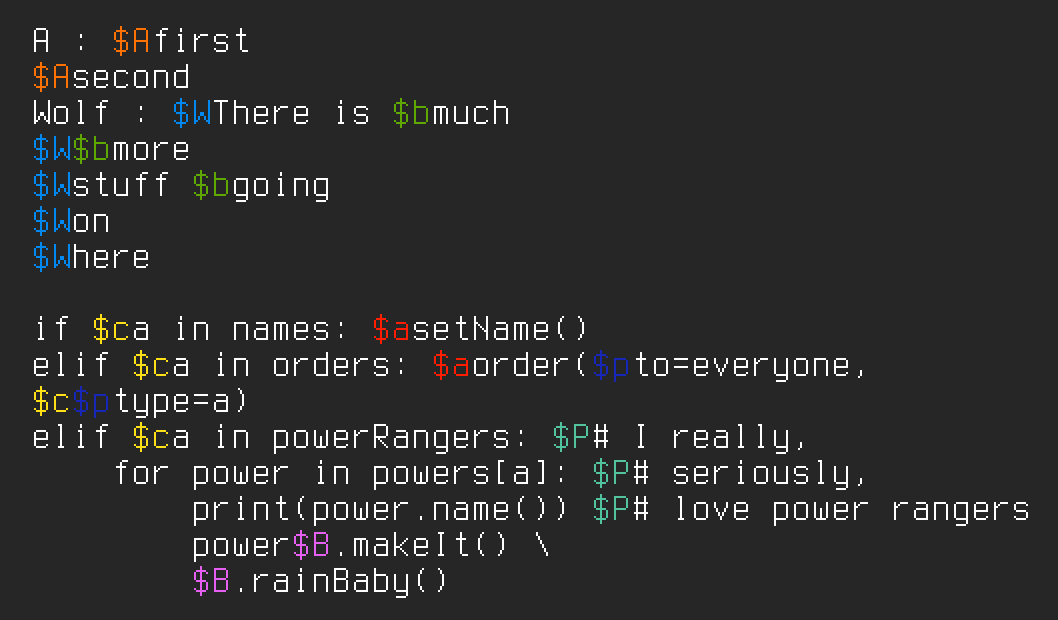 A : $Afirst
$Asecond
Wolf : $WThere is $bmuch
$W$bmore
$Wstuff $bgoing
$Won
$Where
if $ca in names: $asetName()
elif $ca in orders: $aorder($pto=everyone,
$c$ptype=a)
elif $ca in powerRangers: $P# I really,
for power in powers[a]: $P# seriously,
print(power.name()) $P# love power rangers
power$B.makeIt() \
$B.rainBaby()